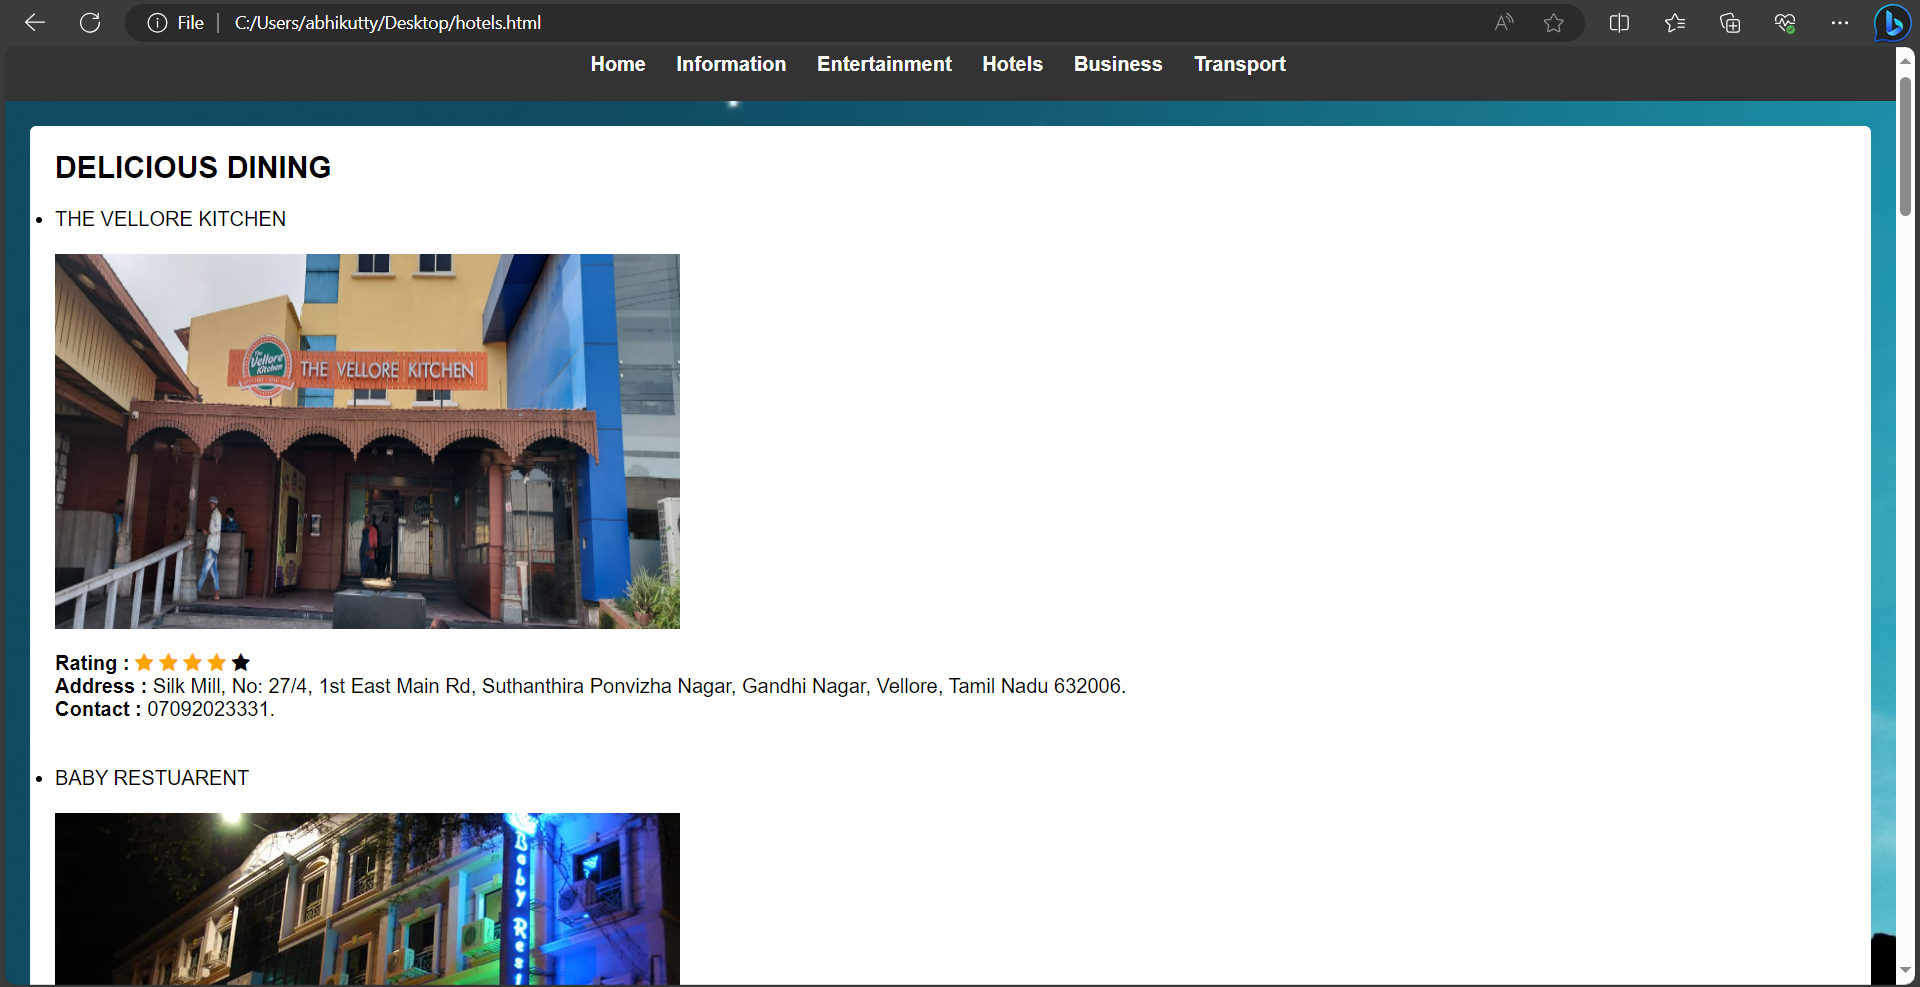 File
C:/Users/abhikutty/Desktop/hotels.html
Home Information Entertainment Hotels Business Transport
DELICIOUS DINING
• THE VELLORE KITCHEN
The Vellore Kitchen
THE VELLORE KITCHEN
Rating :
Address : Silk Mill, No: 27/4, 1st East Main Rd, Suthanthira Ponvizha Nagar, Gandhi Nagar, Vellore, Tamil Nadu 632006.
Contact : 07092023331.
• BABY RESTUARENT
Baby Resi